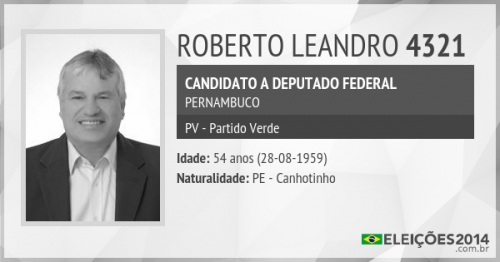 ROBERTO LEANDRO 4321
CANDIDATO A DEPUTADO FEDERAL
PERNAMBUCO
PV - Partido Verde
Idade: 54 anos (28-08-1959)
Naturalidade: PE - Canhotinho
ELEIÇÕES2014
.com.br